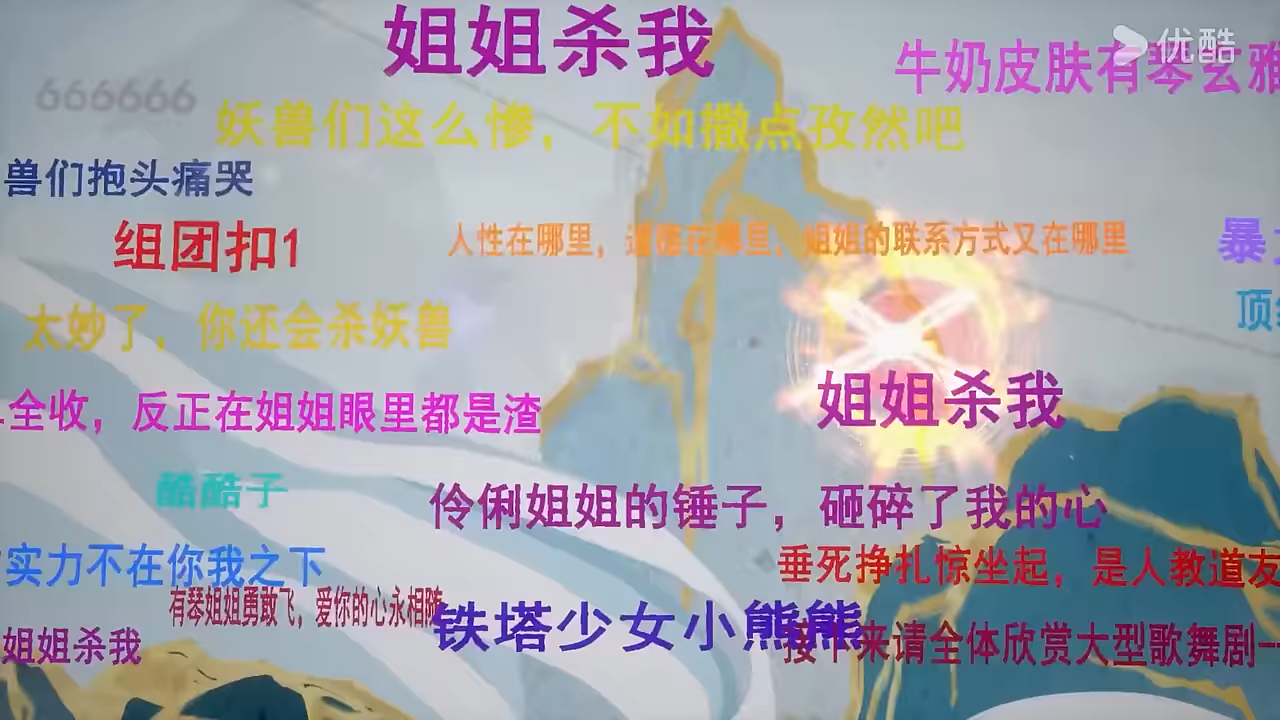 姐姐杀我
优酷
牛奶皮肤有琴玄雅
666666
妖兽们这么惨，不如撒点孜然吧
兽们抱头痛哭
组团扣1
人性在哪里，道德在哪里，姐姐的联系方式又在哪里
暴
顶
太妙了，你还会杀妖兽
全收，反正在姐姐眼里都是渣
姐姐杀我
酷酷子
伶俐姐姐的锤子，砸碎了我的心
实力不在你我之下
垂死挣扎惊坐起，是人教道友
有琴姐姐勇敢飞，爱你的心永相随
铁塔少女小熊熊
姐姐杀我
接下来请全体欣赏大型歌舞剧一